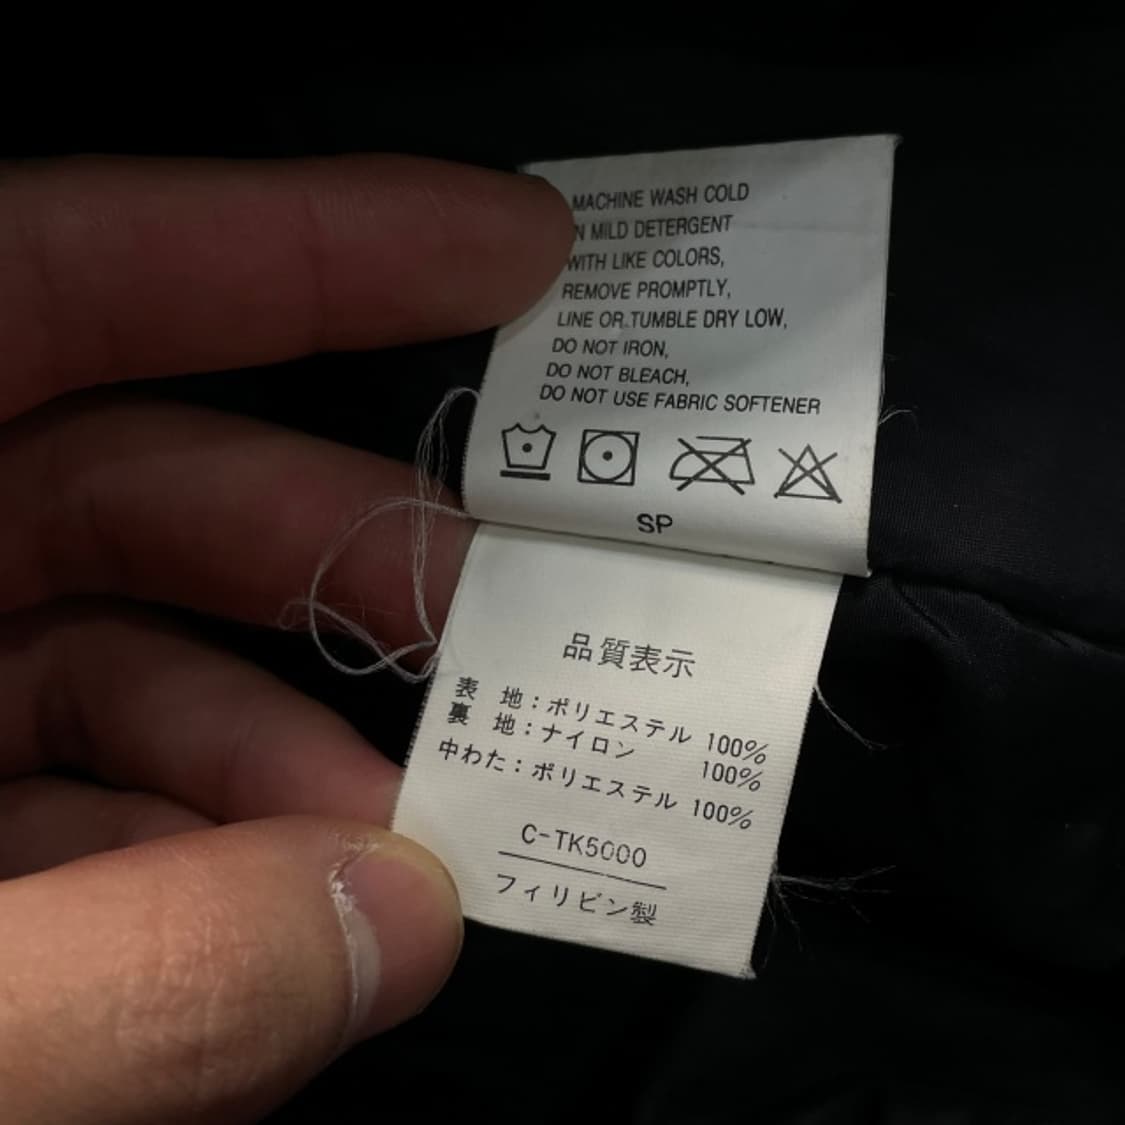 MACHINE WASH COLD
IN MILD DETERGENT
WITH LIKE COLORS,
REMOVE PROMPTLY,
LINE OR TUMBLE DRY LOW,
DO NOT IRON,
DO NOT BLEACH,
DO NOT USE FABRIC SOFTENER
SP
品質表示
表 地：ポリエステル 100%
裏 地：ナイロン 100%
中わた：ポリエステル 100%
C-TK5000
フィリピン製